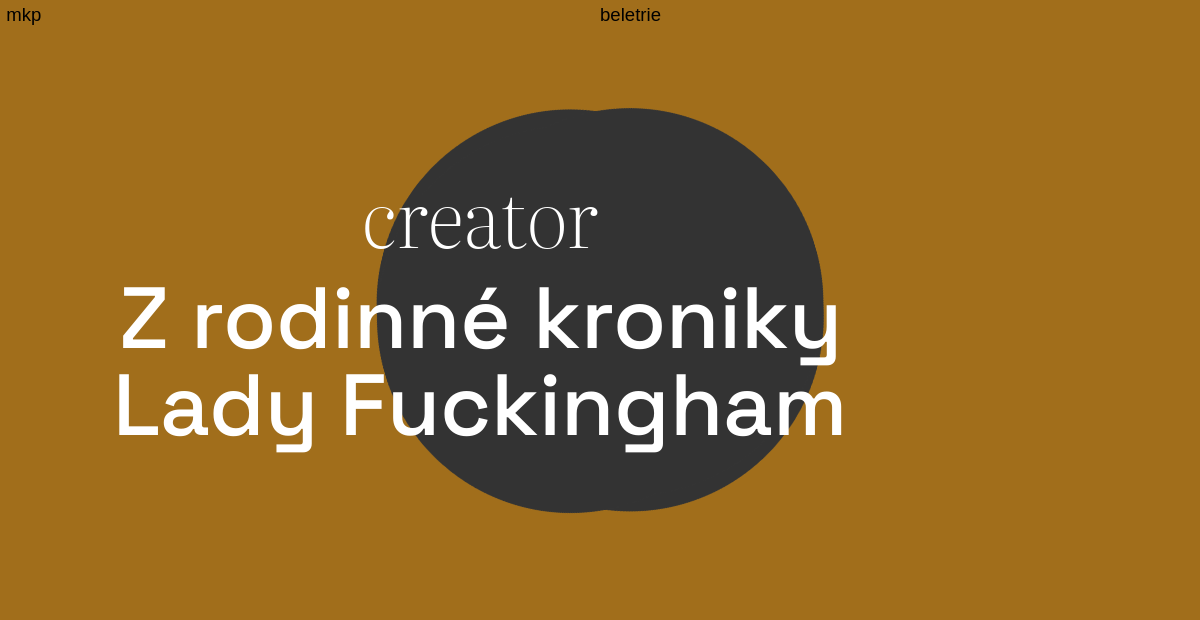 mkp
beletrie
creator
Z rodinné kroniky
Lady Fuckingham